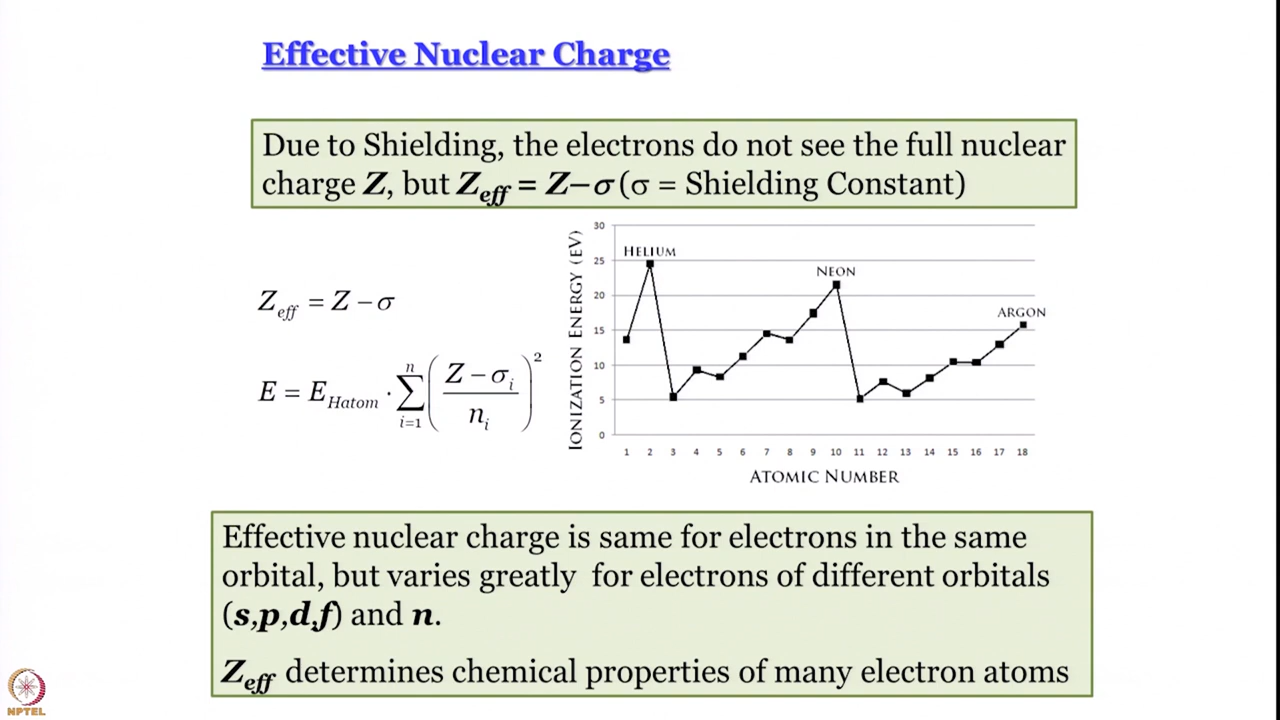 Effective Nuclear Charge
Due to Shielding, the electrons do not see the full nuclear
charge Z, but Zeff = Z−σ (σ = Shielding Constant)
Zeff = Z − σ
E = EHatom · n∑i=1 ( Z − σi / ni )2
IONIZATION ENERGY (EV)
30
25
20
15
10
5
0
HELIUM
NEON
ARGON
1 2 3 4 5 6 7 8 9 10 11 12 13 14 15 16 17 18
ATOMIC NUMBER
Effective nuclear charge is same for electrons in the same
orbital, but varies greatly for electrons of different orbitals
(s,p,d,f) and n.
Zeff determines chemical properties of many electron atoms
NPTEL